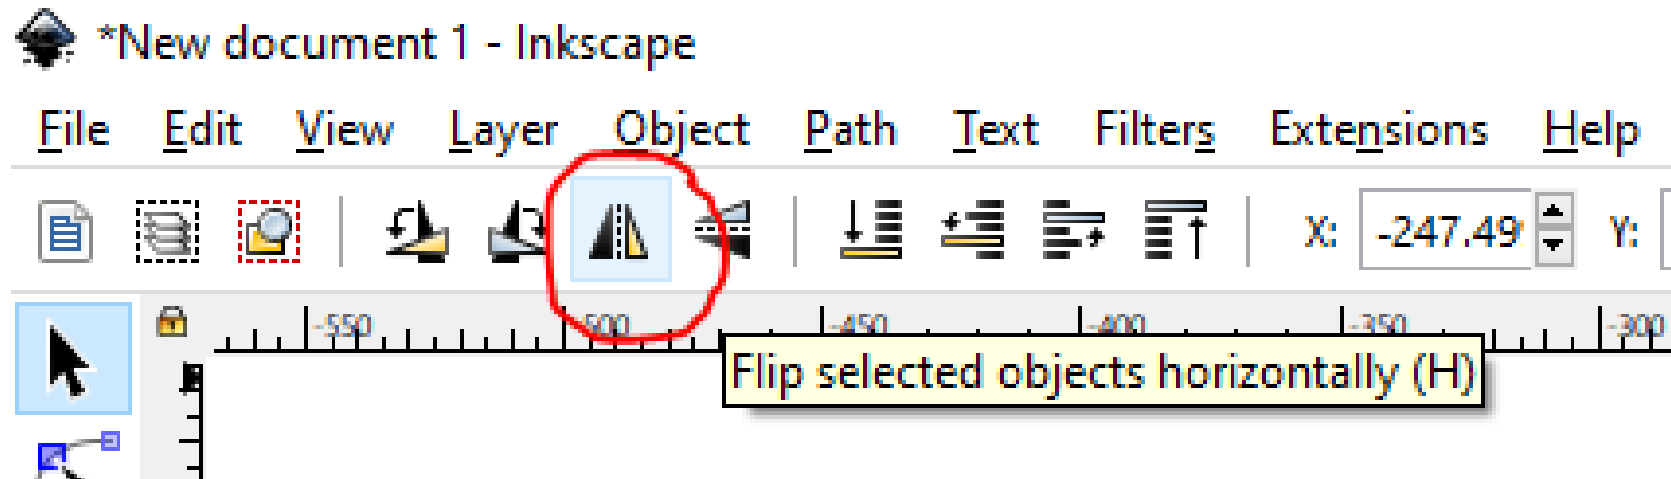 *New document 1 - Inkscape
File Edit View Layer Object Path Text Filters Extensions Help
X: -247.49 Y:
-550 -500 -450 -400 -350 -300
Flip selected objects horizontally (H)